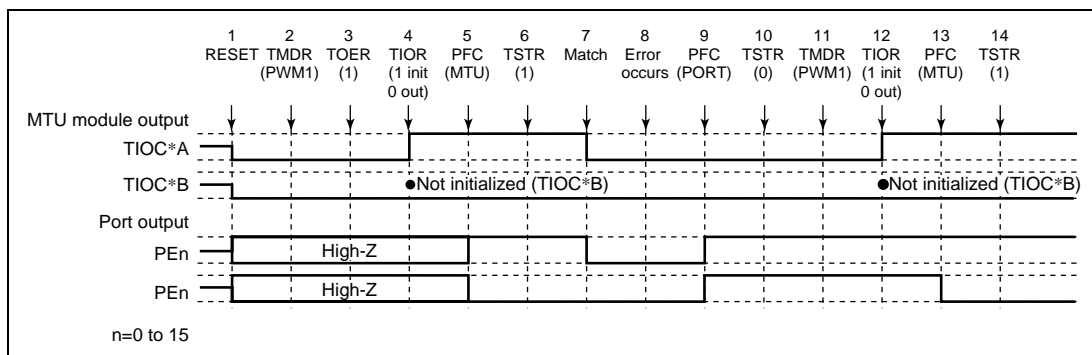 1 2 3 4 5 6 7 8 9 10 11 12 13 14
RESET TMDR TOER TIOR PFC TSTR Match Error PFC TSTR TMDR TIOR PFC TSTR
(PWM1) (1) (1 init (MTU) (1) occurs (PORT) (0) (PWM1) (1 init (MTU) (1)
0 out) 0 out)
MTU module output
TIOC*A
TIOC*B ●Not initialized (TIOC*B) ●Not initialized (TIOC*B)
Port output
PEn High-Z
PEn High-Z
n=0 to 15